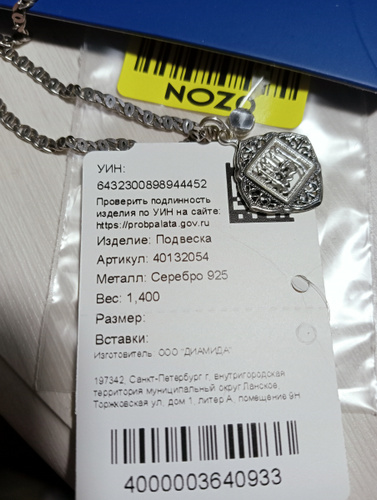 OZON
УИН:
6432300898944452
Проверить подлинность
изделия по УИН на сайте:
https://probpalata.gov.ru
Изделие: Подвеска
Артикул: 40132054
Металл: Серебро 925
Вес: 1,400
Размер:
Вставки:
Изготовитель: ООО "ДИАМИДА"
197342, Санкт-Петербург г, внутригородская
территория муниципальный округ Ланское,
Торжковская ул, дом 1, литер А, помещение 9Н
4000003640933